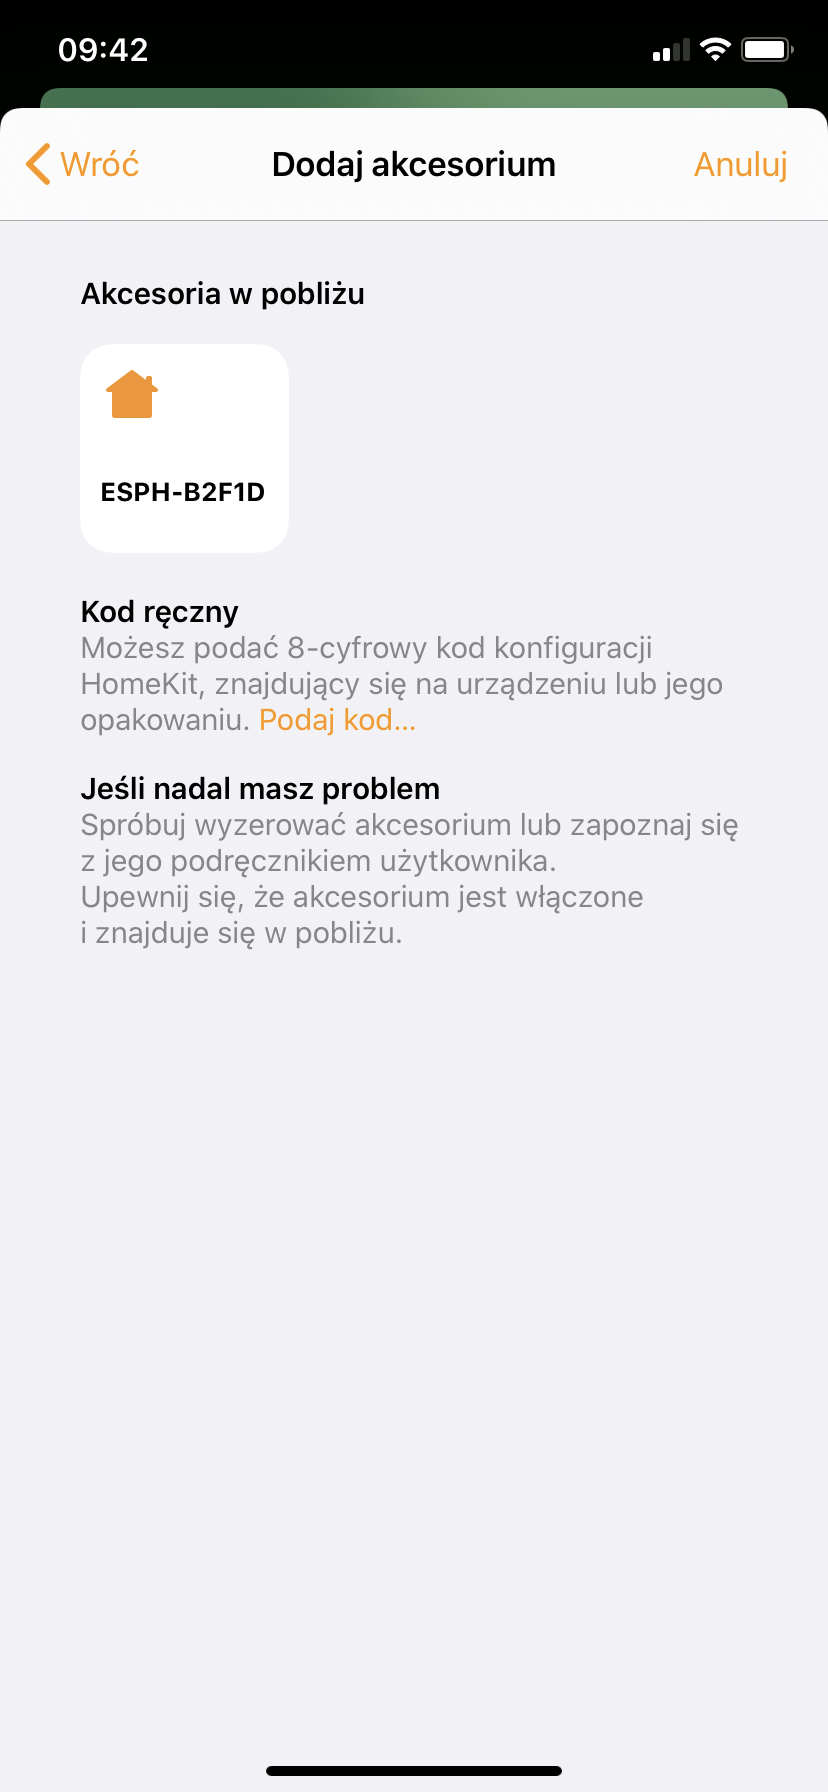 09:42
Wróć
Dodaj akcesorium
Anuluj
Akcesoria w pobliżu
ESPH-B2F1D
Kod ręczny
Możesz podać 8-cyfrowy kod konfiguracji
HomeKit, znajdujący się na urządzeniu lub jego
opakowaniu. Podaj kod...
Jeśli nadal masz problem
Spróbuj wyzerować akcesorium lub zapoznaj się
z jego podręcznikiem użytkownika.
Upewnij się, że akcesorium jest włączone
i znajduje się w pobliżu.